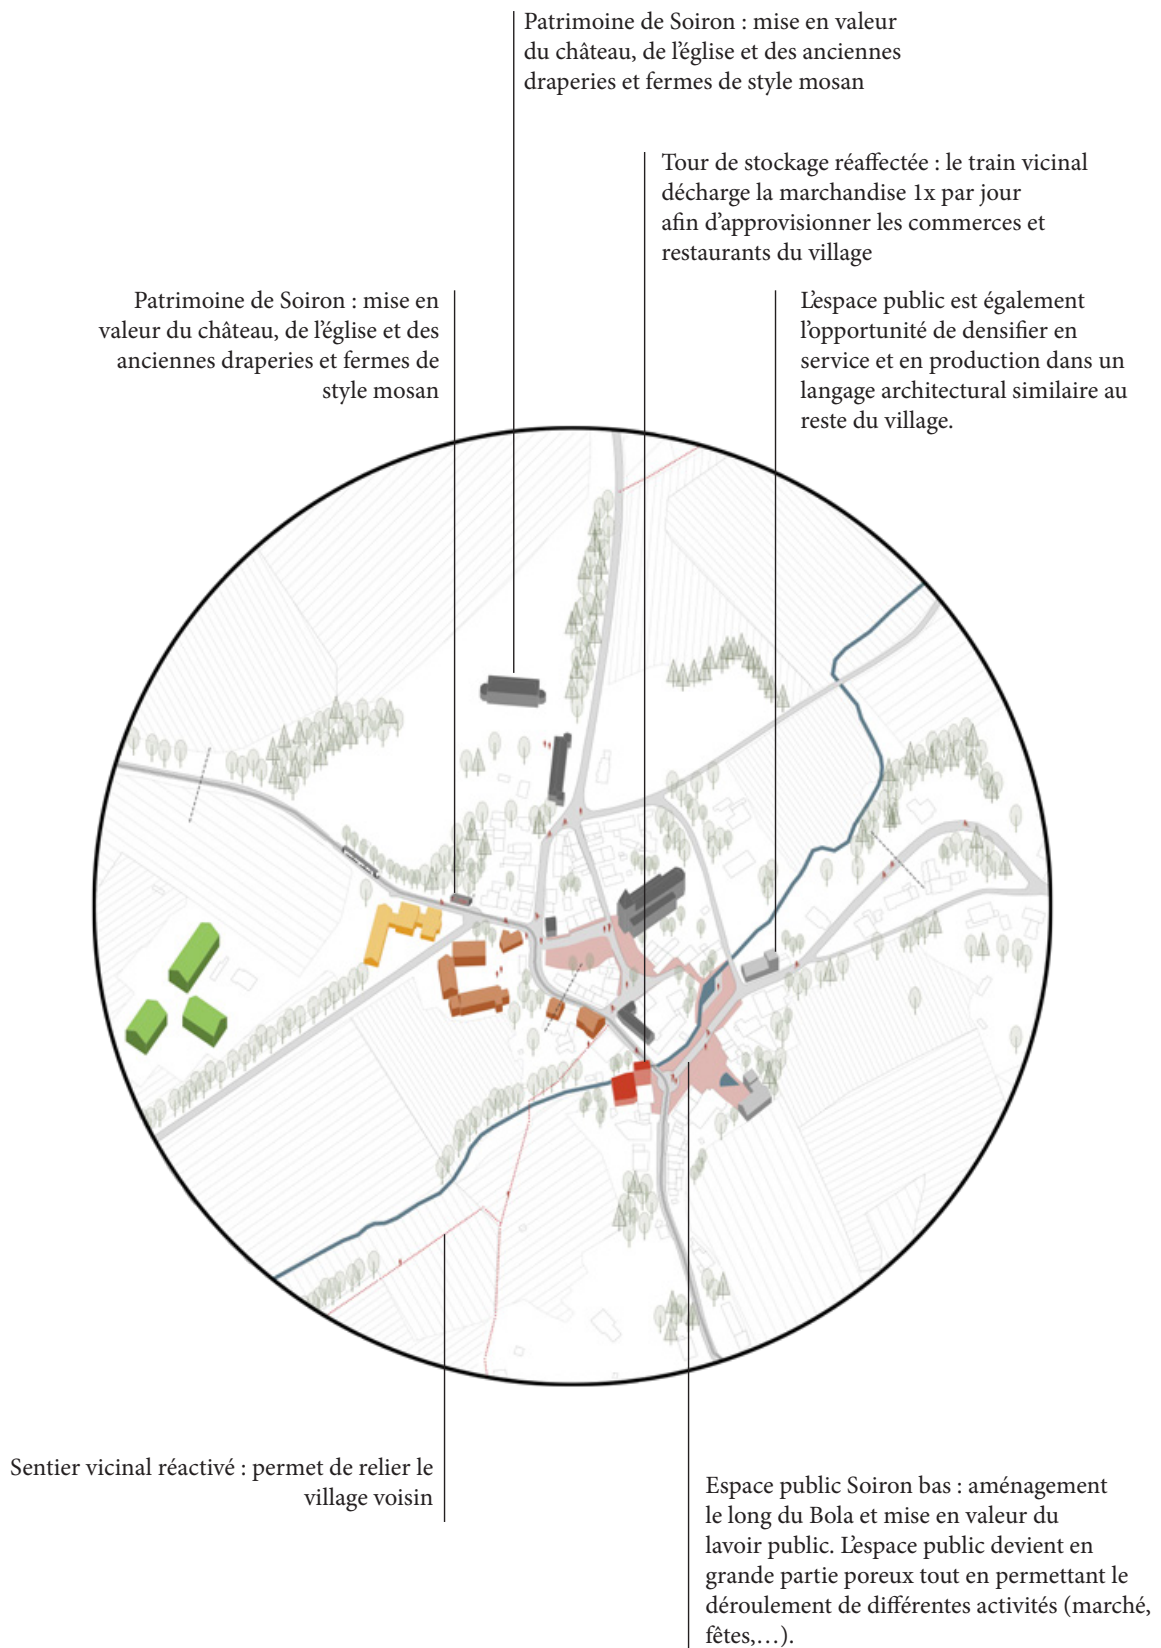 Patrimoine de Soiron : mise en valeur
du château, de l'église et des anciennes
draperies et fermes de style mosan
Tour de stockage réaffectée : le train vicinal
décharge la marchandise 1x par jour
afin d'approvisionner les commerces et
restaurants du village
Patrimoine de Soiron : mise en
valeur du château, de l'église et des
anciennes draperies et fermes de
style mosan
L'espace public est également
l'opportunité de densifier en
service et en production dans un
langage architectural similaire au
reste du village.
Sentier vicinal réactivé : permet de relier le
village voisin
Espace public Soiron bas : aménagement
le long du Bola et mise en valeur du
lavoir public. L'espace public devient en
grande partie poreux tout en permettant le
déroulement de différentes activités (marché,
fêtes,…).